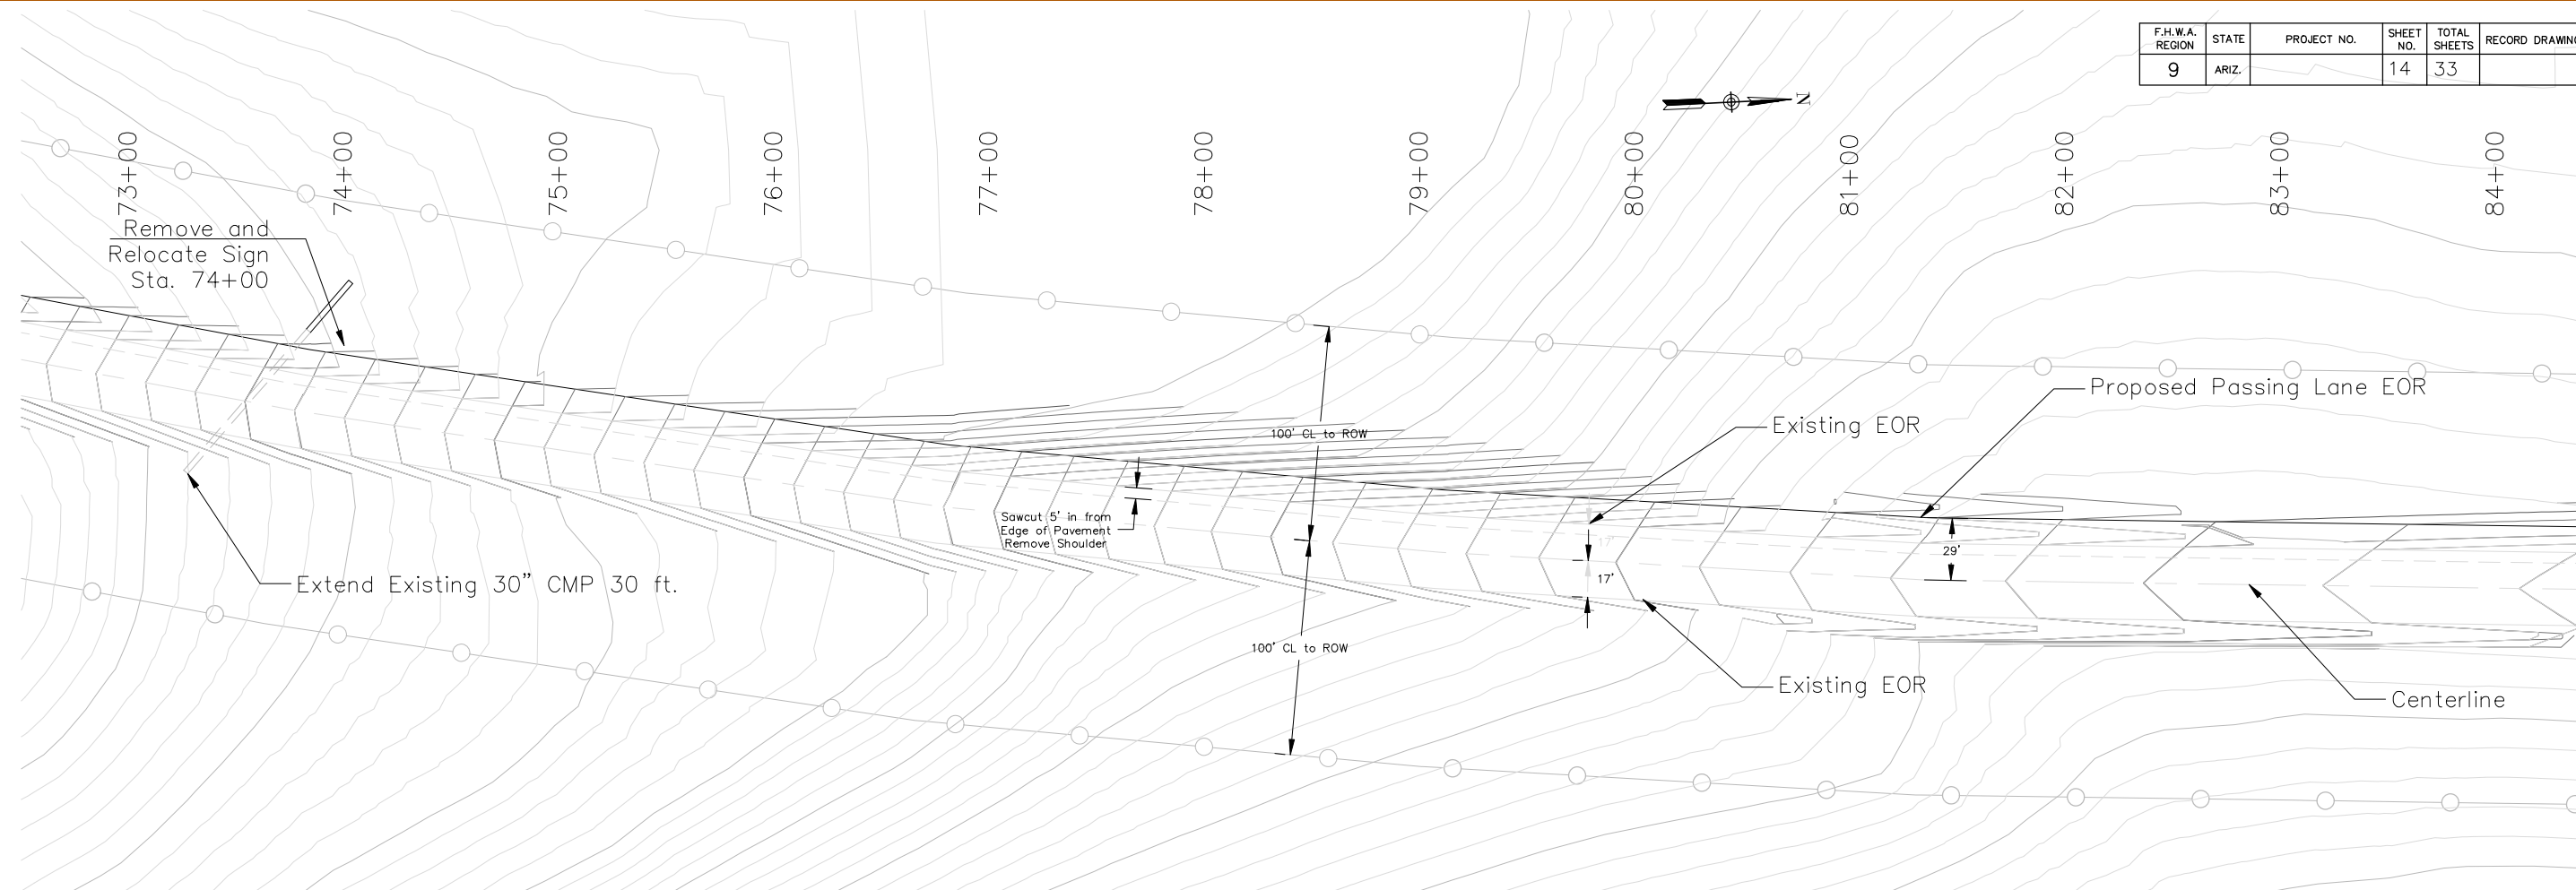 F.H.W.A. REGION
STATE
PROJECT NO.
SHEET NO.
TOTAL SHEETS
RECORD DRAWING
9
ARIZ.
14
33
N
73+00
74+00
75+00
76+00
77+00
78+00
79+00
80+00
81+00
82+00
83+00
84+00
Remove and
Relocate Sign
Sta. 74+00
Proposed Passing Lane EOR
Existing EOR
100' CL to ROW
Sawcut 5' in from
Edge of Pavement
Remove Shoulder
17'
29'
17'
Extend Existing 30" CMP 30 ft.
100' CL to ROW
Existing EOR
Centerline